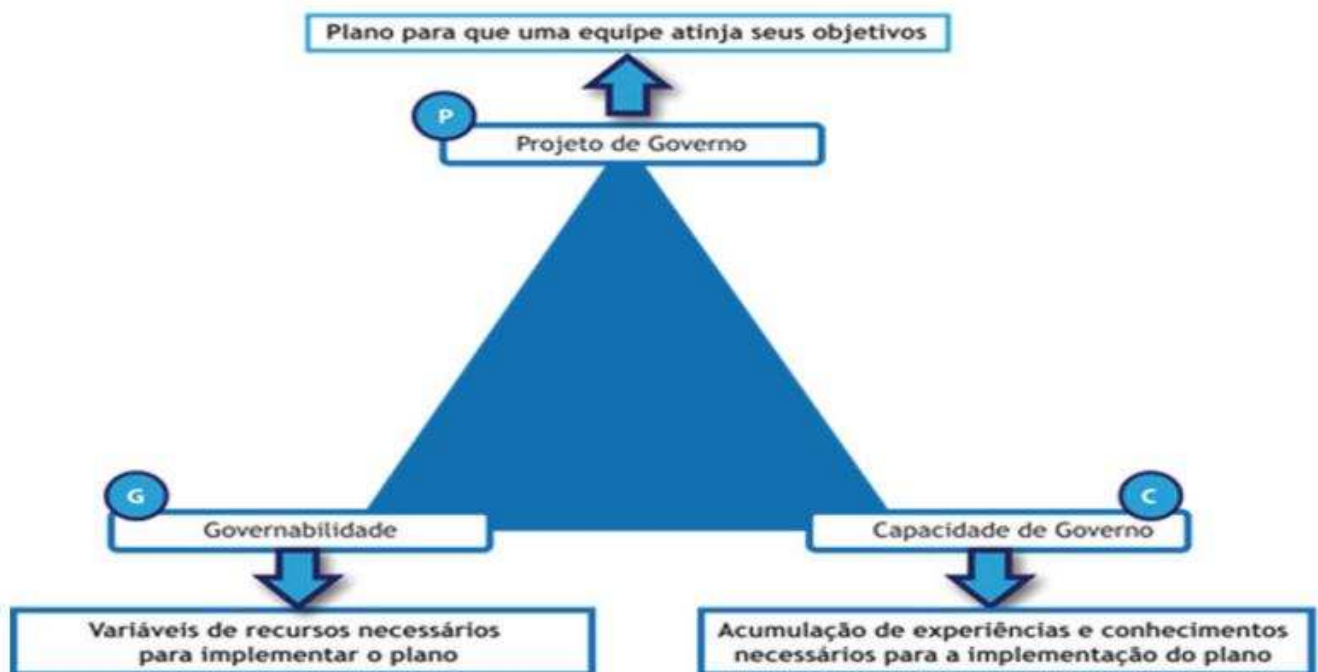 Plano para que uma equipe atinja seus objetivos
P
Projeto de Governo
G
Governabilidade
C
Capacidade de Governo
Variáveis de recursos necessários
para implementar o plano
Acumulação de experiências e conhecimentos
necessários para a implementação do plano